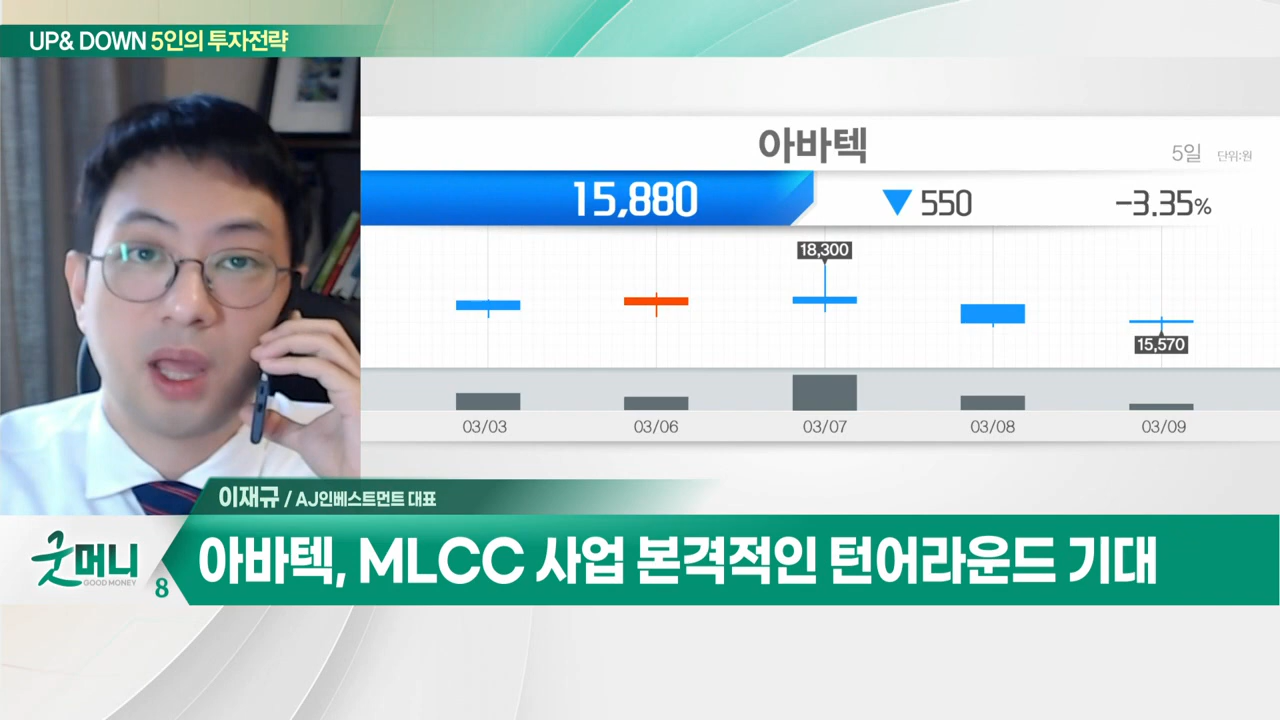 UP& DOWN 5인의 투자전략
아바텍
5일 단위:원
15,880 ▼ 550 -3.35%
18,300
15,570
03/03 03/06 03/07 03/08 03/09
이재규 / AJ인베스트먼트 대표
굿머니
GOOD MONEY
8
아바텍, MLCC 사업 본격적인 턴어라운드 기대